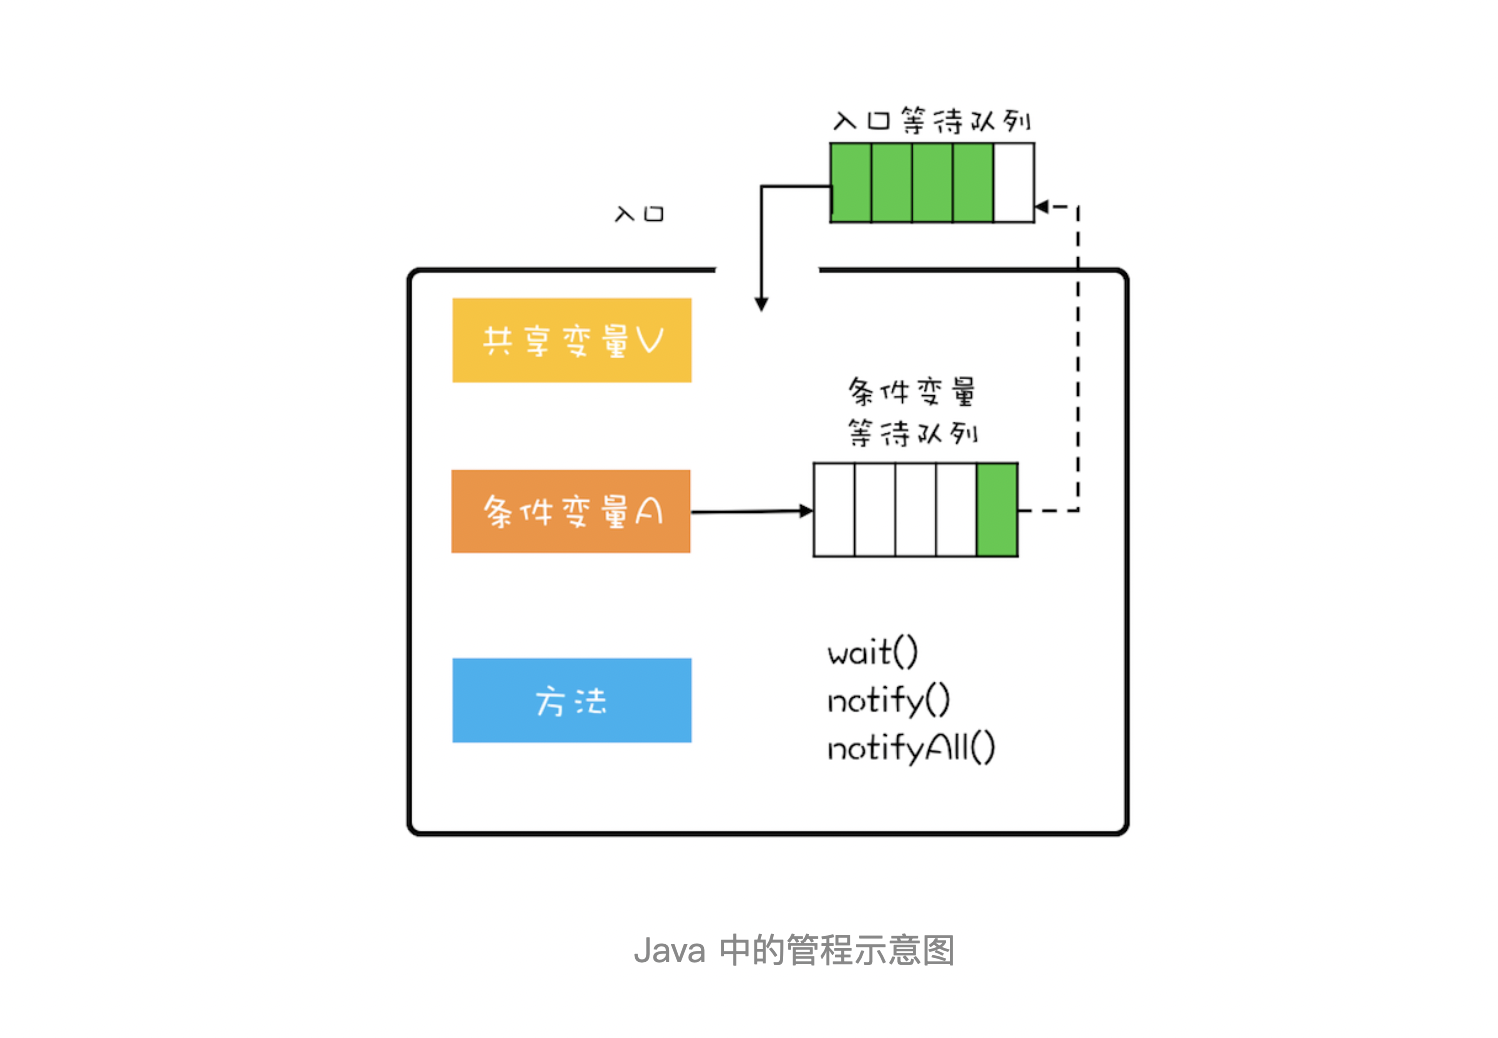 入口等待队列
入口
共享变量V
条件变量
等待队列
条件变量A
wait()
notify()
notifyAll()
方法
Java 中的管程示意图